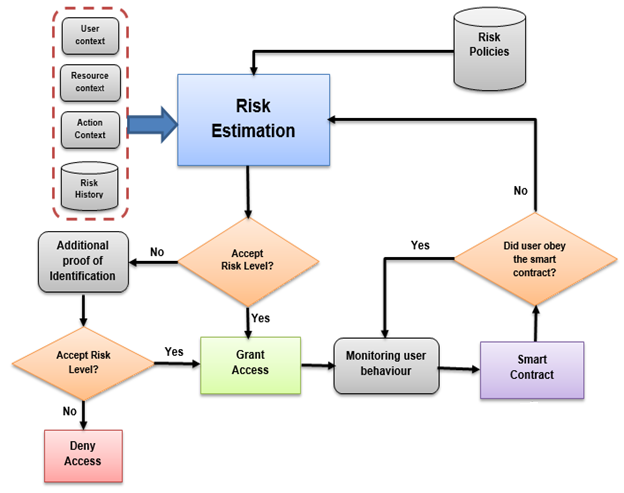 User
context
Resource
context
Action
Context
Risk
History
Risk
Policies
Risk
Estimation
No
Accept
Risk Level?
Additional
proof of
Identification
No
Yes
Did user obey
the smart
contract?
Yes
Accept Risk
Level?
Yes
Grant
Access
Monitoring user
behaviour
Smart
Contract
No
Deny
Access